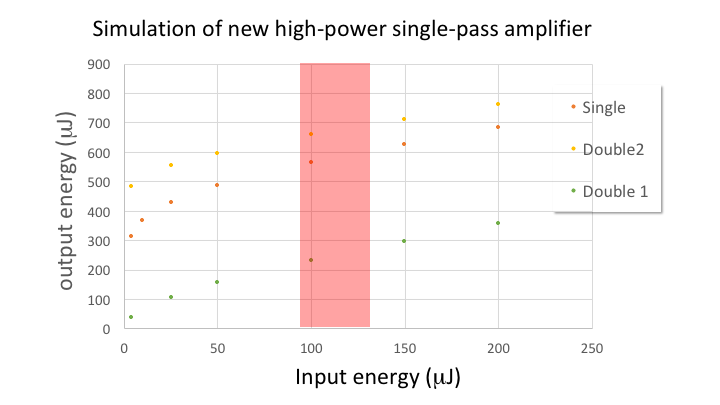 Simulation of new high-power single-pass amplifier
900
800
700
600
500
400
300
200
100
0
output energy (μJ)
0 50 100 150 200 250
Input energy (μJ)
Single
Double2
Double 1